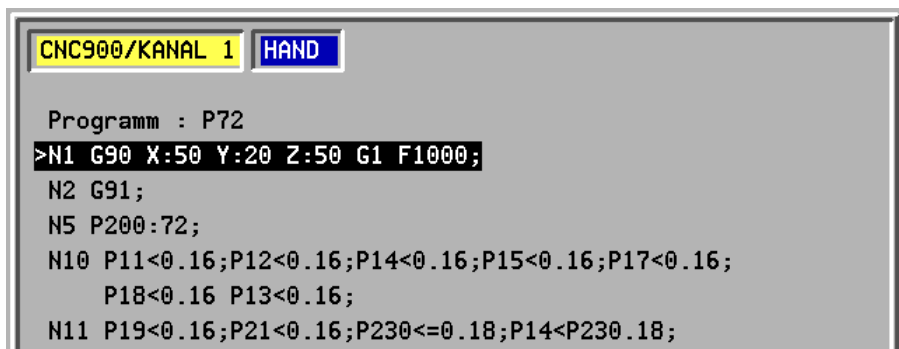 CNC900/KANAL 1 HAND
Programm : P72
>N1 G90 X:50 Y:20 Z:50 G1 F1000;
N2 G91;
N5 P200:72;
N10 P11<0.16;P12<0.16;P14<0.16;P15<0.16;P17<0.16;
P18<0.16 P13<0.16;
N11 P19<0.16;P21<0.16;P230<=0.18;P14<P230.18;